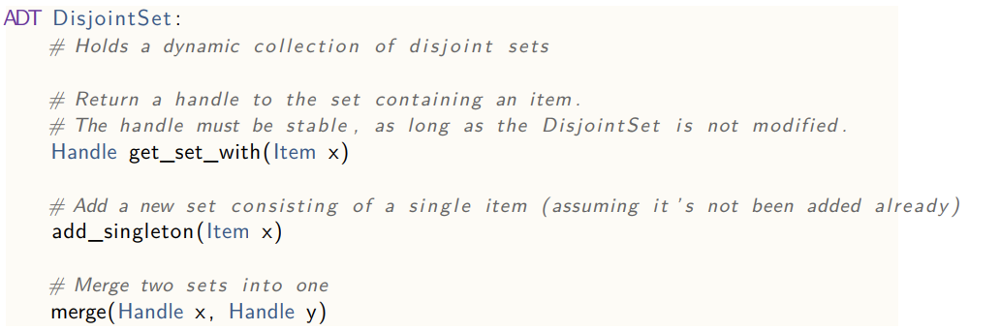 ADT DisjointSet:
# Holds a dynamic collection of disjoint sets
# Return a handle to the set containing an item.
# The handle must be stable, as long as the DisjointSet is not modified.
Handle get_set_with(Item x)
# Add a new set consisting of a single item (assuming it's not been added already)
add_singleton(Item x)
# Merge two sets into one
merge(Handle x, Handle y)